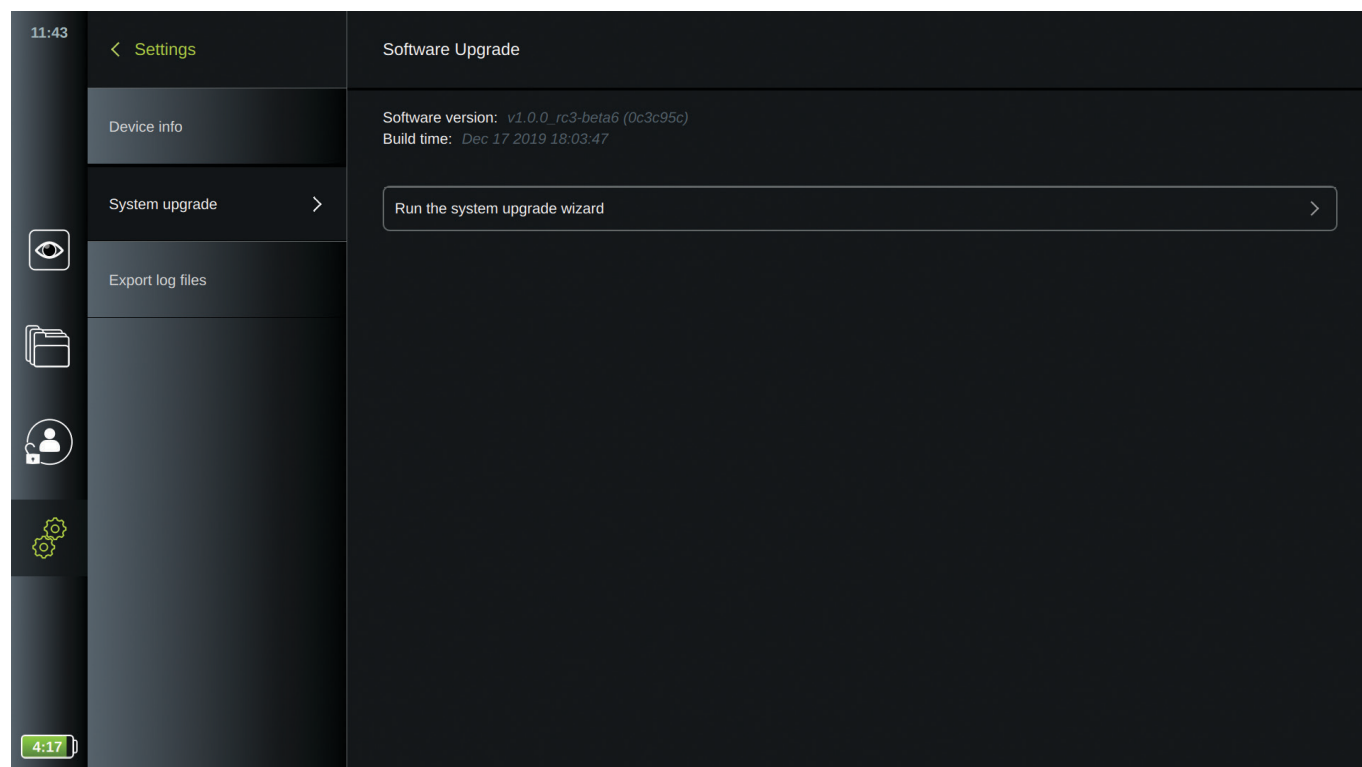 11:43
Settings
Software Upgrade
Device info
Software version: v1.0.0_rc3-beta6 (0c3c95c)
Build time: Dec 17 2019 18:03:47
System upgrade
Run the system upgrade wizard
Export log files
4:17